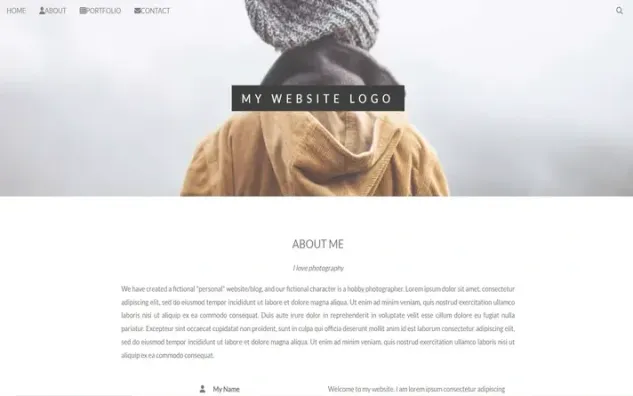 HOME ABOUT PORTFOLIO CONTACT
MY WEBSITE LOGO
ABOUT ME
I love photography
We have created a fictional "personal" website/blog, and our fictional character is a hobby photographer. Lorem ipsum dolor sit amet, consectetur
adipiscing elit, sed do eiusmod tempor incididunt ut labore et dolore magna aliqua. Ut enim ad minim veniam, quis nostrud exercitation ullamco
laboris nisi ut aliquip ex ea commodo consequat. Duis aute irure dolor in reprehenderit in voluptate velit esse cillum dolore eu fugiat nulla
pariatur. Excepteur sint occaecat cupidatat non proident, sunt in culpa qui officia deserunt mollit anim id est laborum consectetur adipiscing elit,
sed do eiusmod tempor incididunt ut labore et dolore magna aliqua. Ut enim ad minim veniam, quis nostrud exercitation ullamco laboris nisi ut
aliquip ex ea commodo consequat.
My Name Welcome to my website. I am lorem ipsum consectetur adipiscing